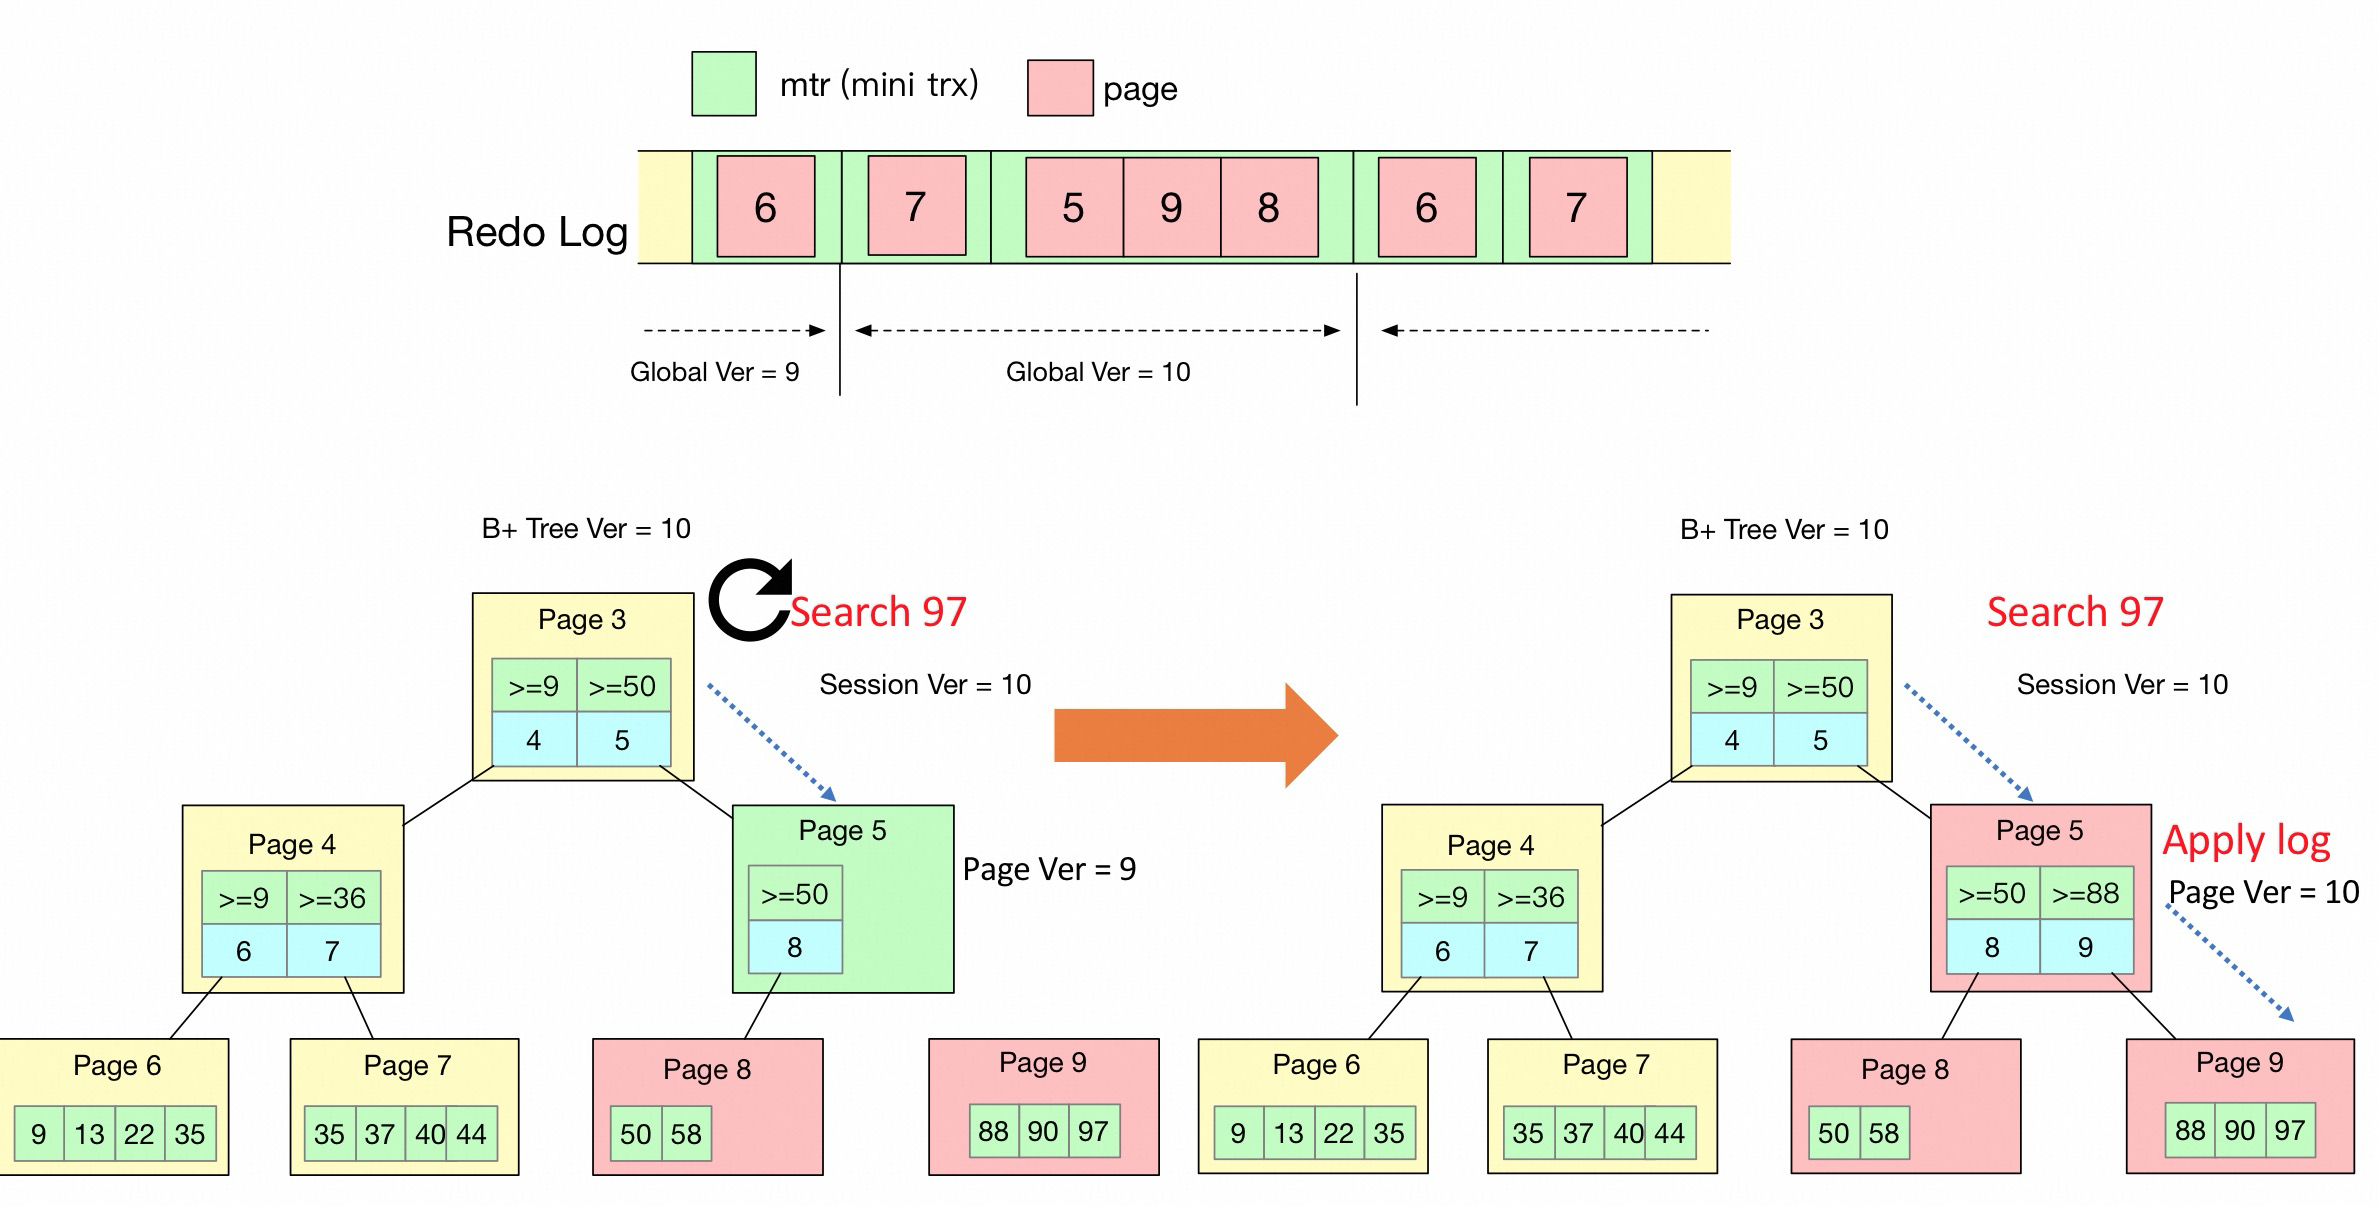 mtr (mini trx)
page
Redo Log
6
7
5
9
8
6
7
Global Ver = 9
Global Ver = 10
B+ Tree Ver = 10
Search 97
Session Ver = 10
Page 3
>=9 >=50
4 5
Page 4
>=9 >=36
6 7
Page 5
>=50
8
Page Ver = 9
Page 6
9 13 22 35
Page 7
35 37 40 44
Page 8
50 58
Page 9
88 90 97
B+ Tree Ver = 10
Search 97
Session Ver = 10
Page 3
>=9 >=50
4 5
Page 4
>=9 >=36
6 7
Page 5
>=50 >=88
8 9
Apply log
Page Ver = 10
Page 6
9 13 22 35
Page 7
35 37 40 44
Page 8
50 58
Page 9
88 90 97